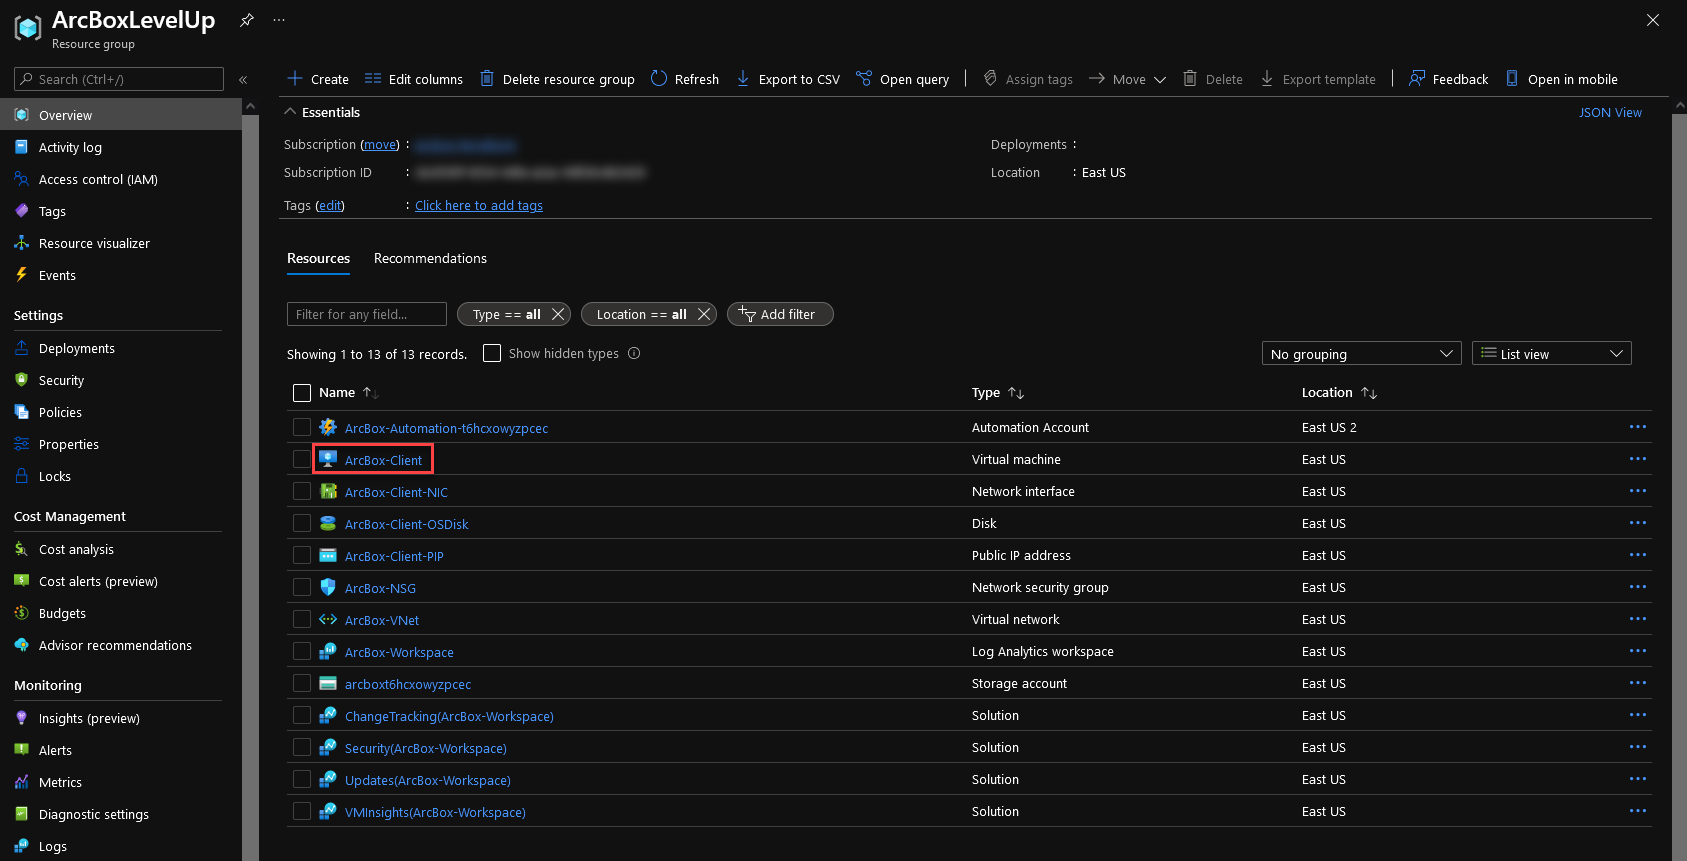 ArcBoxLevelUp
Resource group
Search (Ctrl+/)
Overview
Activity log
Access control (IAM)
Tags
Resource visualizer
Events
Settings
Deployments
Security
Policies
Properties
Locks
Cost Management
Cost analysis
Cost alerts (preview)
Budgets
Advisor recommendations
Monitoring
Insights (preview)
Alerts
Metrics
Diagnostic settings
Logs
Create Edit columns Delete resource group Refresh Export to CSV Open query Assign tags Move Delete Export template Feedback Open in mobile
Essentials JSON View
Subscription (move) : Deployments :
Subscription ID : Location : East US
Tags (edit) : Click here to add tags
Resources Recommendations
Filter for any field... Type == all Location == all Add filter
Showing 1 to 13 of 13 records. Show hidden types No grouping List view
Name Type Location
ArcBox-Automation-t6hcxowyzpcec Automation Account East US 2
ArcBox-Client Virtual machine East US
ArcBox-Client-NIC Network interface East US
ArcBox-Client-OSDisk Disk East US
ArcBox-Client-PIP Public IP address East US
ArcBox-NSG Network security group East US
ArcBox-VNet Virtual network East US
ArcBox-Workspace Log Analytics workspace East US
arcboxt6hcxowyzpcec Storage account East US
ChangeTracking(ArcBox-Workspace) Solution East US
Security(ArcBox-Workspace) Solution East US
Updates(ArcBox-Workspace) Solution East US
VMInsights(ArcBox-Workspace) Solution East US